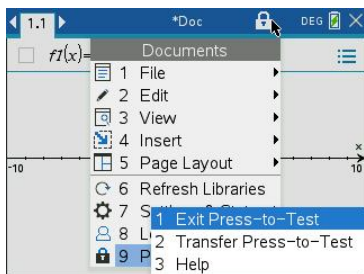 1.1 *Doc DEG
f1(x)=
Documents
1 File
2 Edit
3 View
4 Insert
5 Page Layout
6 Refresh Libraries
7
8
9
1 Exit Press-to-Test
2 Transfer Press-to-Test
3 Help
x
-10 10